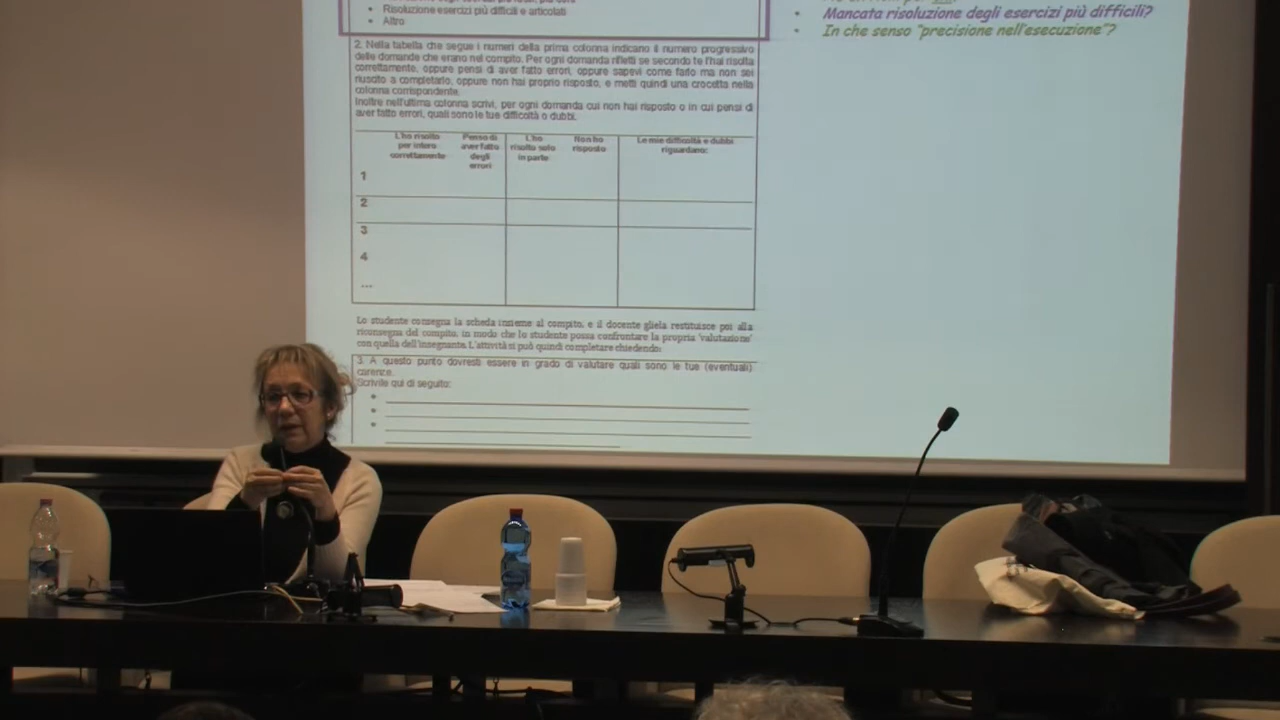 Risoluzione esercizi più difficili e articolati
Altro
Mancata risoluzione degli esercizi più difficili?
In che senso "precisione nell'esecuzione"?
2. Nella tabella che segue i numeri della prima colonna indicano il numero progressivo
delle domande che erano nel compito. Per ogni domanda rifletti se secondo te l'hai risolta
correttamente, oppure pensi di aver fatto errori, oppure sapevi come farlo ma non sei
riuscito a completarlo, oppure non hai proprio risposto, e metti quindi una crocetta nella
colonna corrispondente.
Inoltre nell'ultima colonna scrivi, per ogni domanda cui non hai risposto o in cui pensi di
aver fatto errori, quali sono le tue difficoltà o dubbi.
L'ho risolto per intero correttamente
Penso di aver fatto degli errori
L'ho risolto solo in parte
Non ho risposto
Le mie difficoltà e dubbi riguardano:
1
2
3
4
...
Lo studente consegna la scheda insieme al compito, e il docente gliela restituisce poi alla
riconsegna del compito, in modo che lo studente possa confrontare la propria 'valutazione'
con quella dell'insegnante. L'attività si può quindi completare chiedendo:
3. A questo punto dovresti essere in grado di valutare quali sono le tue (eventuali)
carenze.
Scrivile qui di seguito: